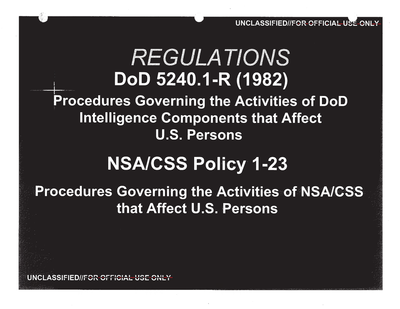 UNCLASSIFIED//FOR OFFICIAL USE ONLY
REGULATIONS
DoD 5240.1-R (1982)
Procedures Governing the Activities of DoD
Intelligence Components that Affect
U.S. Persons
NSA/CSS Policy 1-23
Procedures Governing the Activities of NSA/CSS
that Affect U.S. Persons
UNCLASSIFIED//FOR OFFICIAL USE ONLY